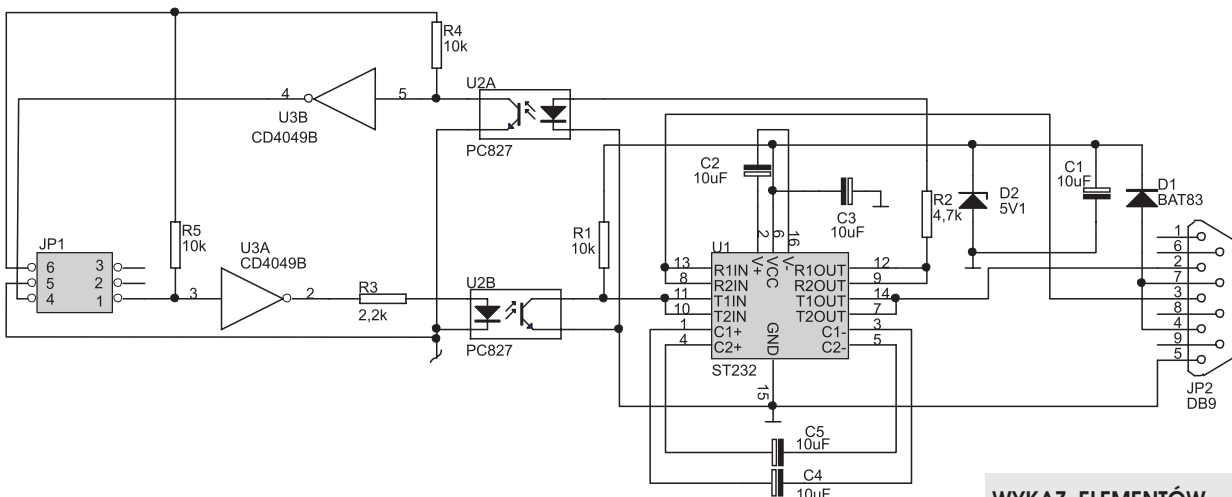 R4
10k
U2A
4
5
U3B
CD4049B
PC827
C2
10uF
C1
10uF
D1
BAT83
D2
5V1
C3
10uF
R2
4,7k
R5
10k
U3A
CD4049B
R1
10k
JP1
6 3
5 2
4 1
3
2
R3
2,2k
U2B
PC827
U1
2 6 16
V+ VCC V-
13 R1IN R1OUT 12
8 R2IN R2OUT 9
11 T1IN T1OUT 14
10 T2IN T2OUT 7
1 C1+ GND C1- 3
4 C2+ C2- 5
ST232
15
1
6
2
7
3
8
4
9
5
JP2
DB9
C5
10uF
C4
10uF
WYKAZ ELEMENTÓW